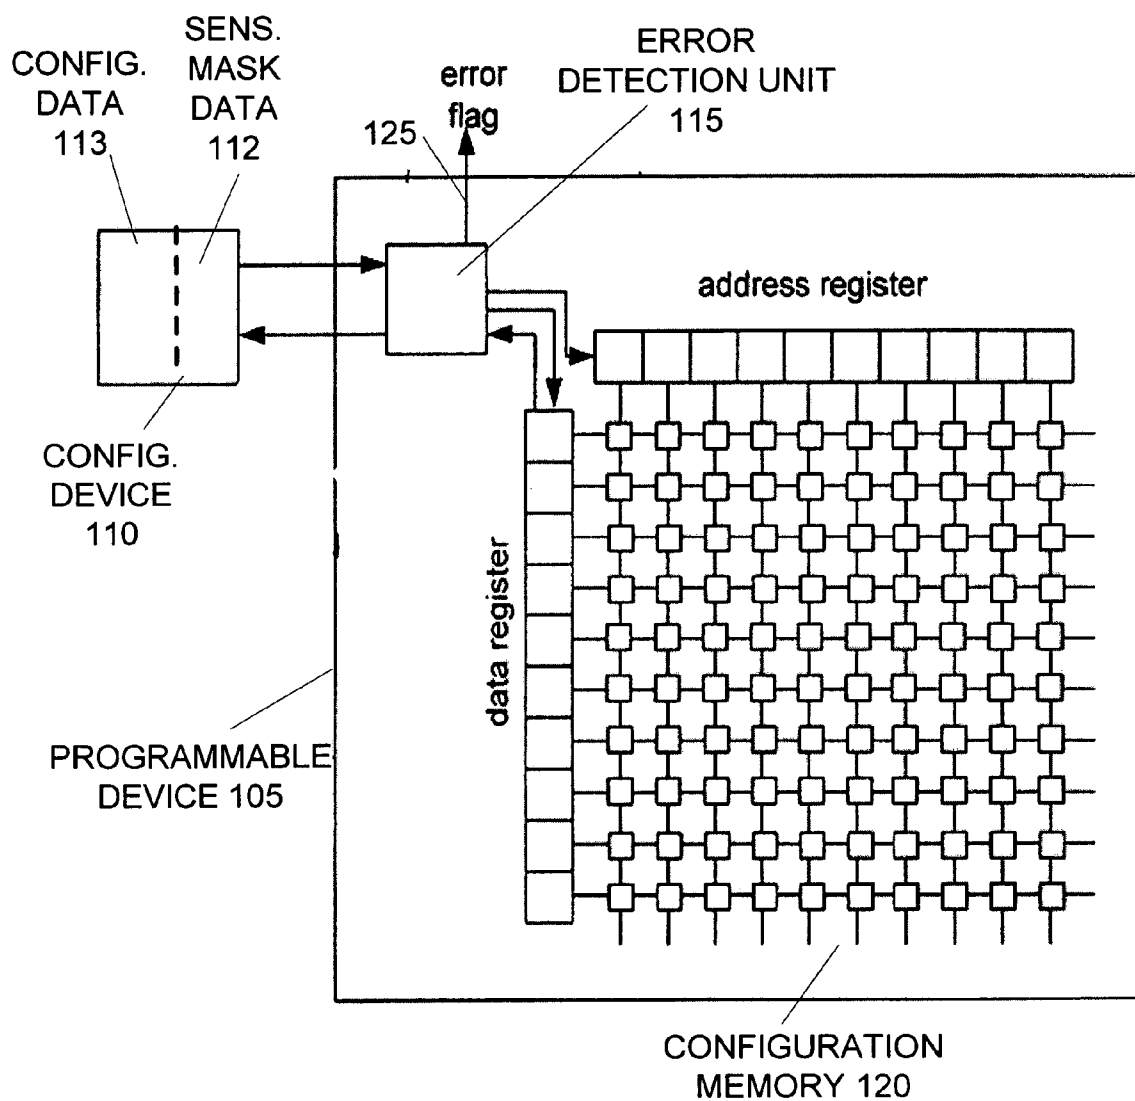 CONFIG.
DATA
113
SENS.
MASK
DATA
112
error
flag
125
ERROR
DETECTION UNIT
115
address register
CONFIG.
DEVICE
110
data register
PROGRAMMABLE
DEVICE 105
CONFIGURATION
MEMORY 120